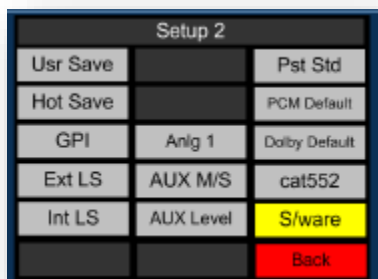 Setup 2
Usr Save
Pst Std
Hot Save
PCM Default
GPI
Anlg 1
Dolby Default
Ext LS
AUX M/S
cat552
Int LS
AUX Level
S/ware
Back